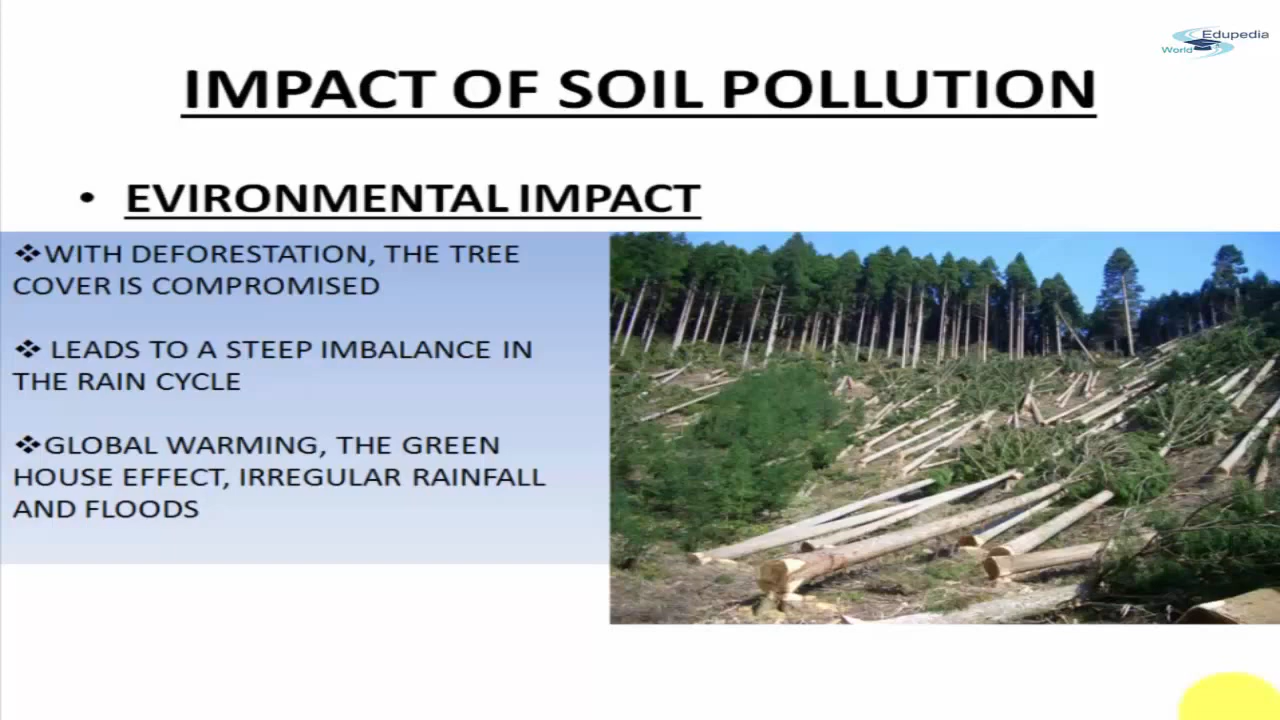 Edupedia
World
IMPACT OF SOIL POLLUTION
• EVIRONMENTAL IMPACT
❖WITH DEFORESTATION, THE TREE
COVER IS COMPROMISED
❖ LEADS TO A STEEP IMBALANCE IN
THE RAIN CYCLE
❖GLOBAL WARMING, THE GREEN
HOUSE EFFECT, IRREGULAR RAINFALL
AND FLOODS